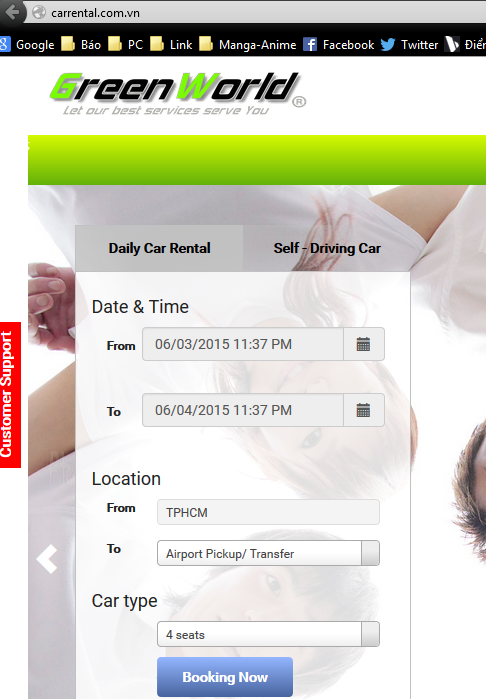 carrental.com.vn
Google Báo PC Link Manga-Anime Facebook Twitter Điể
GreenWorld®
Let our best services serve You
Daily Car Rental Self - Driving Car
Date & Time
From 06/03/2015 11:37 PM
To 06/04/2015 11:37 PM
Customer Support
Location
From TPHCM
To Airport Pickup/ Transfer
Car type
4 seats
Booking Now